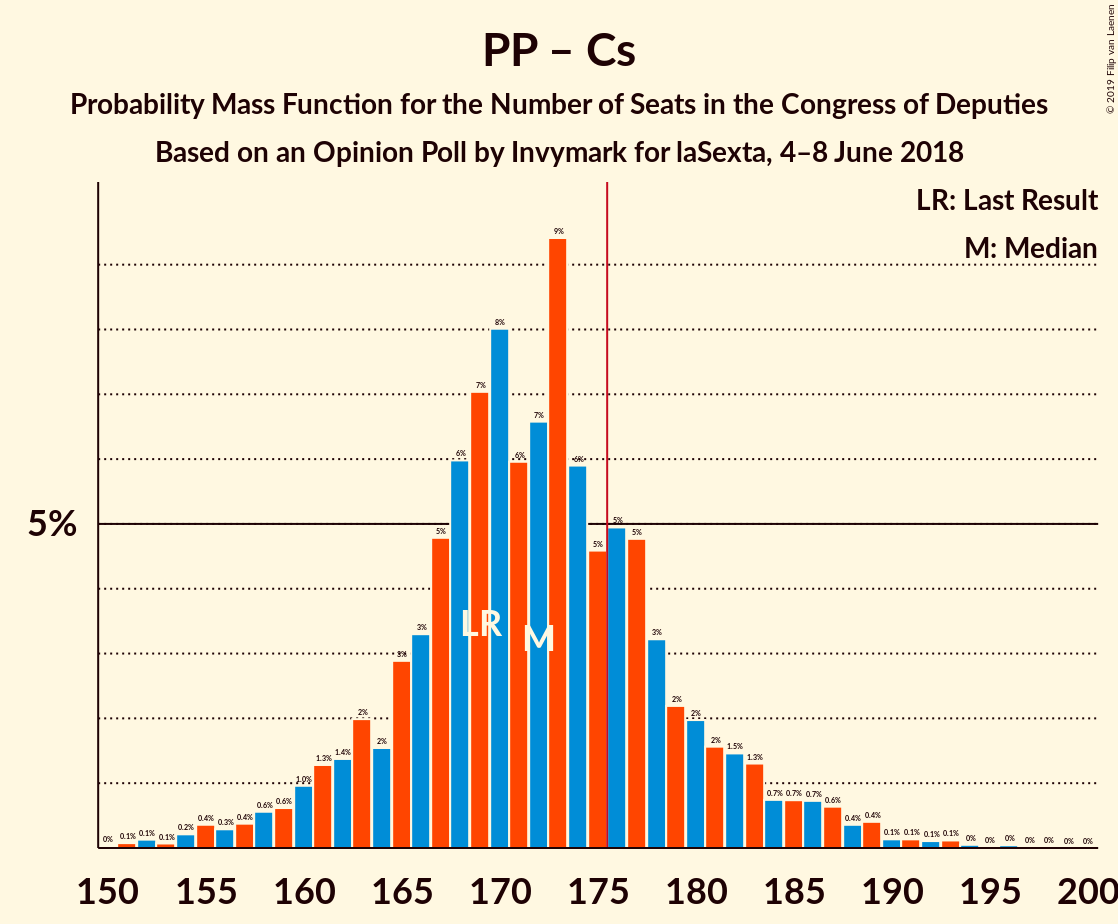 PP – Cs
Probability Mass Function for the Number of Seats in the Congress of Deputies
Based on an Opinion Poll by Invymark for laSexta, 4–8 June 2018
© 2019 Filip van Laenen
LR: Last Result
M: Median
5%
0% 0.1% 0.1% 0.1% 0.2% 0.4% 0.3% 0.4% 0.6% 0.6% 1.0% 1.3% 1.4% 2% 2% 3% 3% 5% 6% 7% 8% 6% 7% 9% 6% 5% 5% 5% 3% 2% 2% 2% 1.5% 1.3% 0.7% 0.7% 0.7% 0.6% 0.4% 0.4% 0.1% 0.1% 0.1% 0.1% 0% 0% 0% 0% 0% 0% 0%
LR
M
150 155 160 165 170 175 180 185 190 195 200